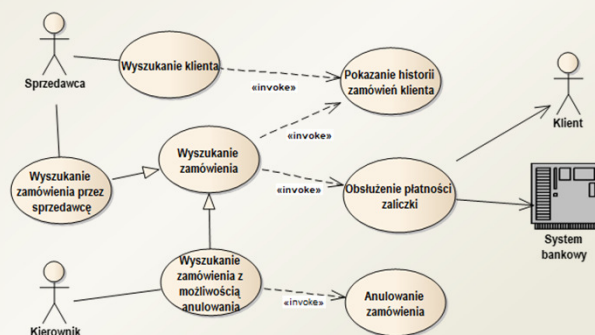 Sprzedawca
Wyszukanie klienta
«invoke»
Pokazanie historii
zamówień klienta
Klient
«invoke»
Wyszukanie
zamówienia
Wyszukanie
zamówienia przez
sprzedawcę
«invoke»
Obsłużenie płatności
zaliczki
System
bankowy
Wyszukanie
zamówienia z
możliwością
anulowania
«invoke»
Anulowanie
zamówienia
Kierownik